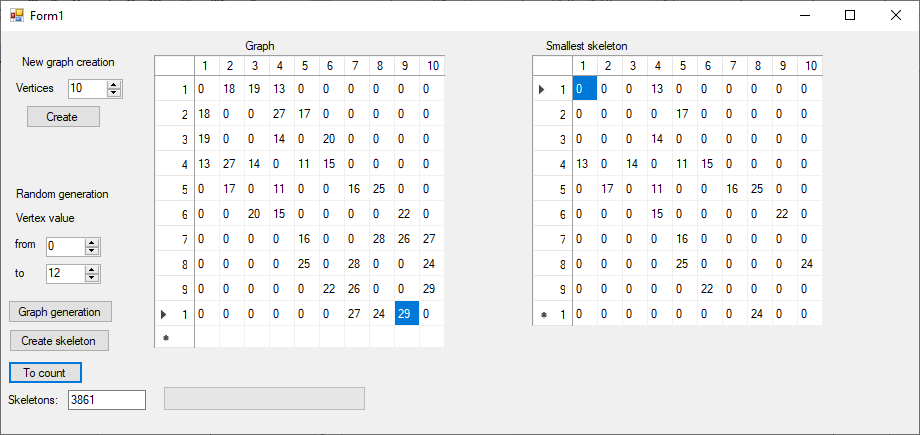 Form1
New graph creation
Vertices 10
Create
Random generation
Vertex value
from 0
to 12
Graph generation
Create skeleton
To count
Skeletons: 3861
Graph
1 2 3 4 5 6 7 8 9 10
1 0 18 19 13 0 0 0 0 0 0
2 18 0 0 27 17 0 0 0 0 0
3 19 0 0 14 0 20 0 0 0 0
4 13 27 14 0 11 15 0 0 0 0
5 0 17 0 11 0 0 16 25 0 0
6 0 0 20 15 0 0 0 0 22 0
7 0 0 0 0 16 0 0 28 26 27
8 0 0 0 0 25 0 28 0 0 24
9 0 0 0 0 0 22 26 0 0 29
1 0 0 0 0 0 0 27 24 29 0
Smallest skeleton
1 2 3 4 5 6 7 8 9 10
1 0 0 0 13 0 0 0 0 0 0
2 0 0 0 0 17 0 0 0 0 0
3 0 0 0 14 0 0 0 0 0 0
4 13 0 14 0 11 15 0 0 0 0
5 0 17 0 11 0 0 16 25 0 0
6 0 0 0 15 0 0 0 0 22 0
7 0 0 0 0 16 0 0 0 0 0
8 0 0 0 0 25 0 0 0 0 24
9 0 0 0 0 0 22 0 0 0 0
1 0 0 0 0 0 0 0 24 0 0